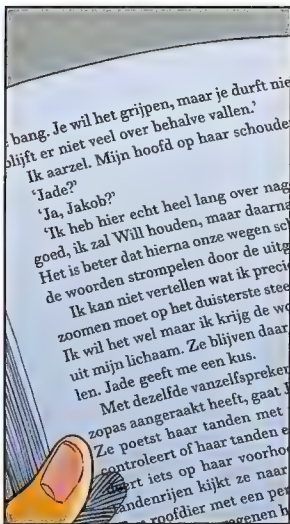 bang. Je wil het grijpen, maar je durft nie
blijft er niet veel over behalve vallen.’
Ik aarzel. Mijn hoofd op haar schoude
‘Jade?’
‘Ja, Jakob?’
‘Ik heb hier echt heel lang over nag
goed, ik zal Will houden, maar daarna
Het is beter dat hierna onze wegen sch
de woorden strompelen door de uitg
Ik kan niet vertellen wat ik preci
zoomen moet op het duisterste stee
Ik wil het wel maar ik krijg de wo
uit mijn lichaam. Ze blijven daar
len. Jade geeft me een kus.
Met dezelfde vanzelfspreken
zopas aangeraakt heeft, gaat
Ze poetst haar tanden met
controleert of haar tanden e
iets op haar voorho
tandenrijen kijkt ze naar
roofdier met een per